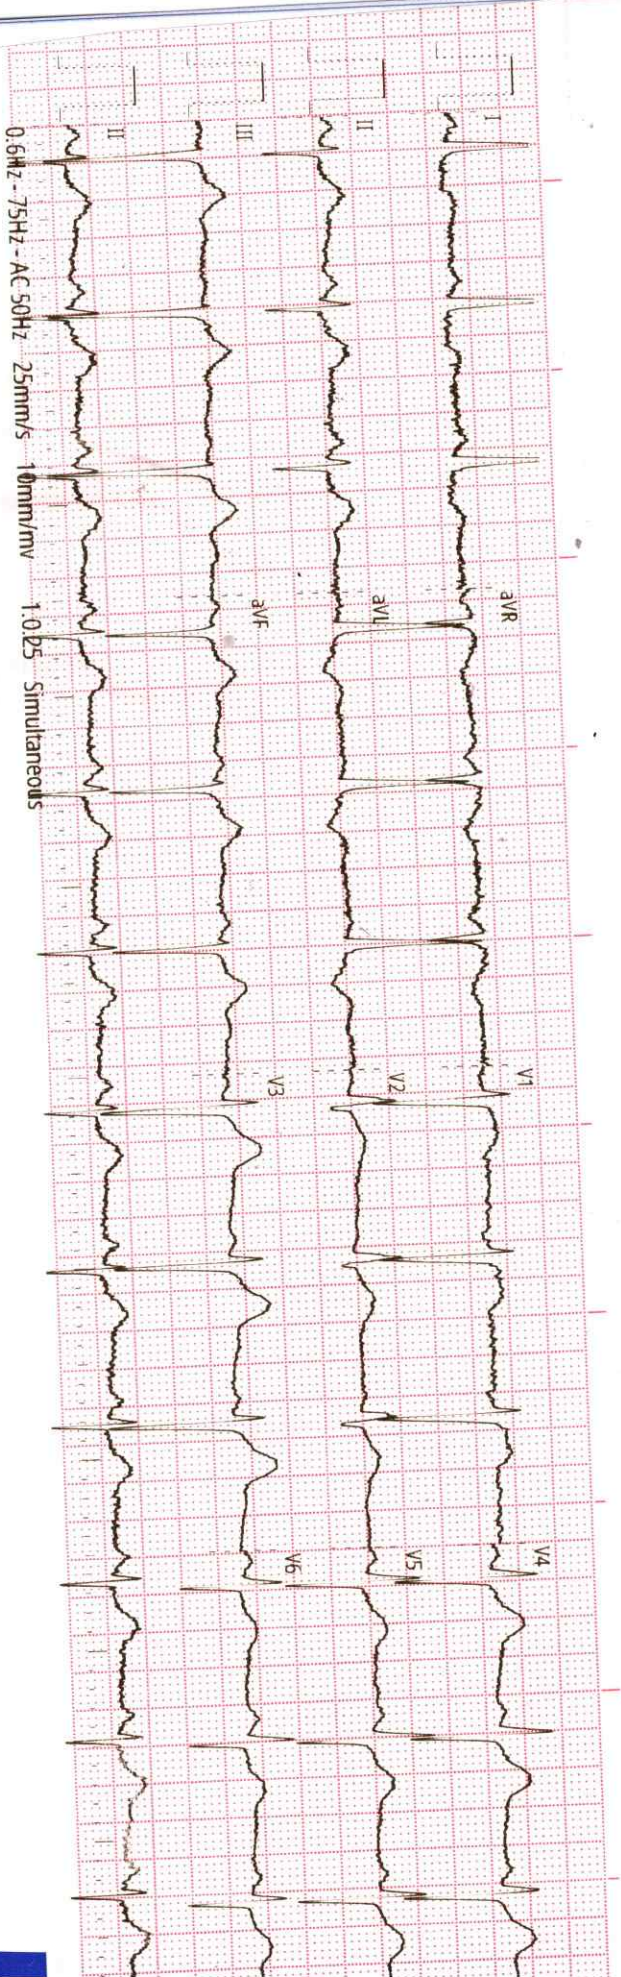 I
aVR
V1
V4
II
aVL
V2
V5
III
aVF
V3
V6
II
0.6Hz - 75Hz - AC 50Hz 25mm/s 10mm/mv 1.0.25 Simultaneous